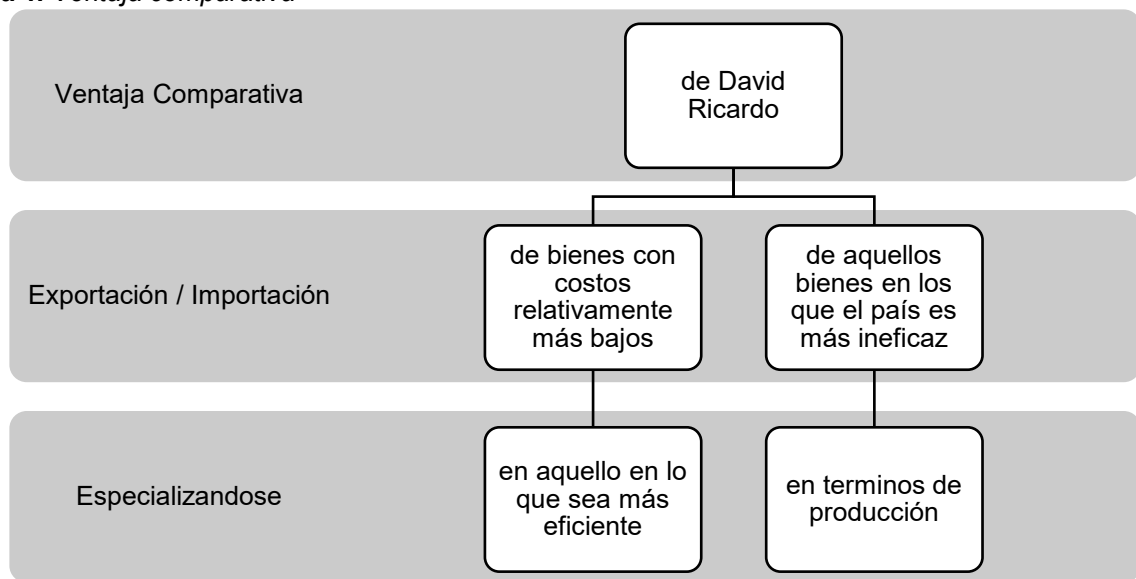 Ventaja comparativa
Ventaja Comparativa
de David
Ricardo
Exportación / Importación
de bienes con
costos
relativamente
más bajos
de aquellos
bienes en los
que el país es
más ineficaz
Especializandose
en aquello en lo
que sea más
eficiente
en terminos de
producción